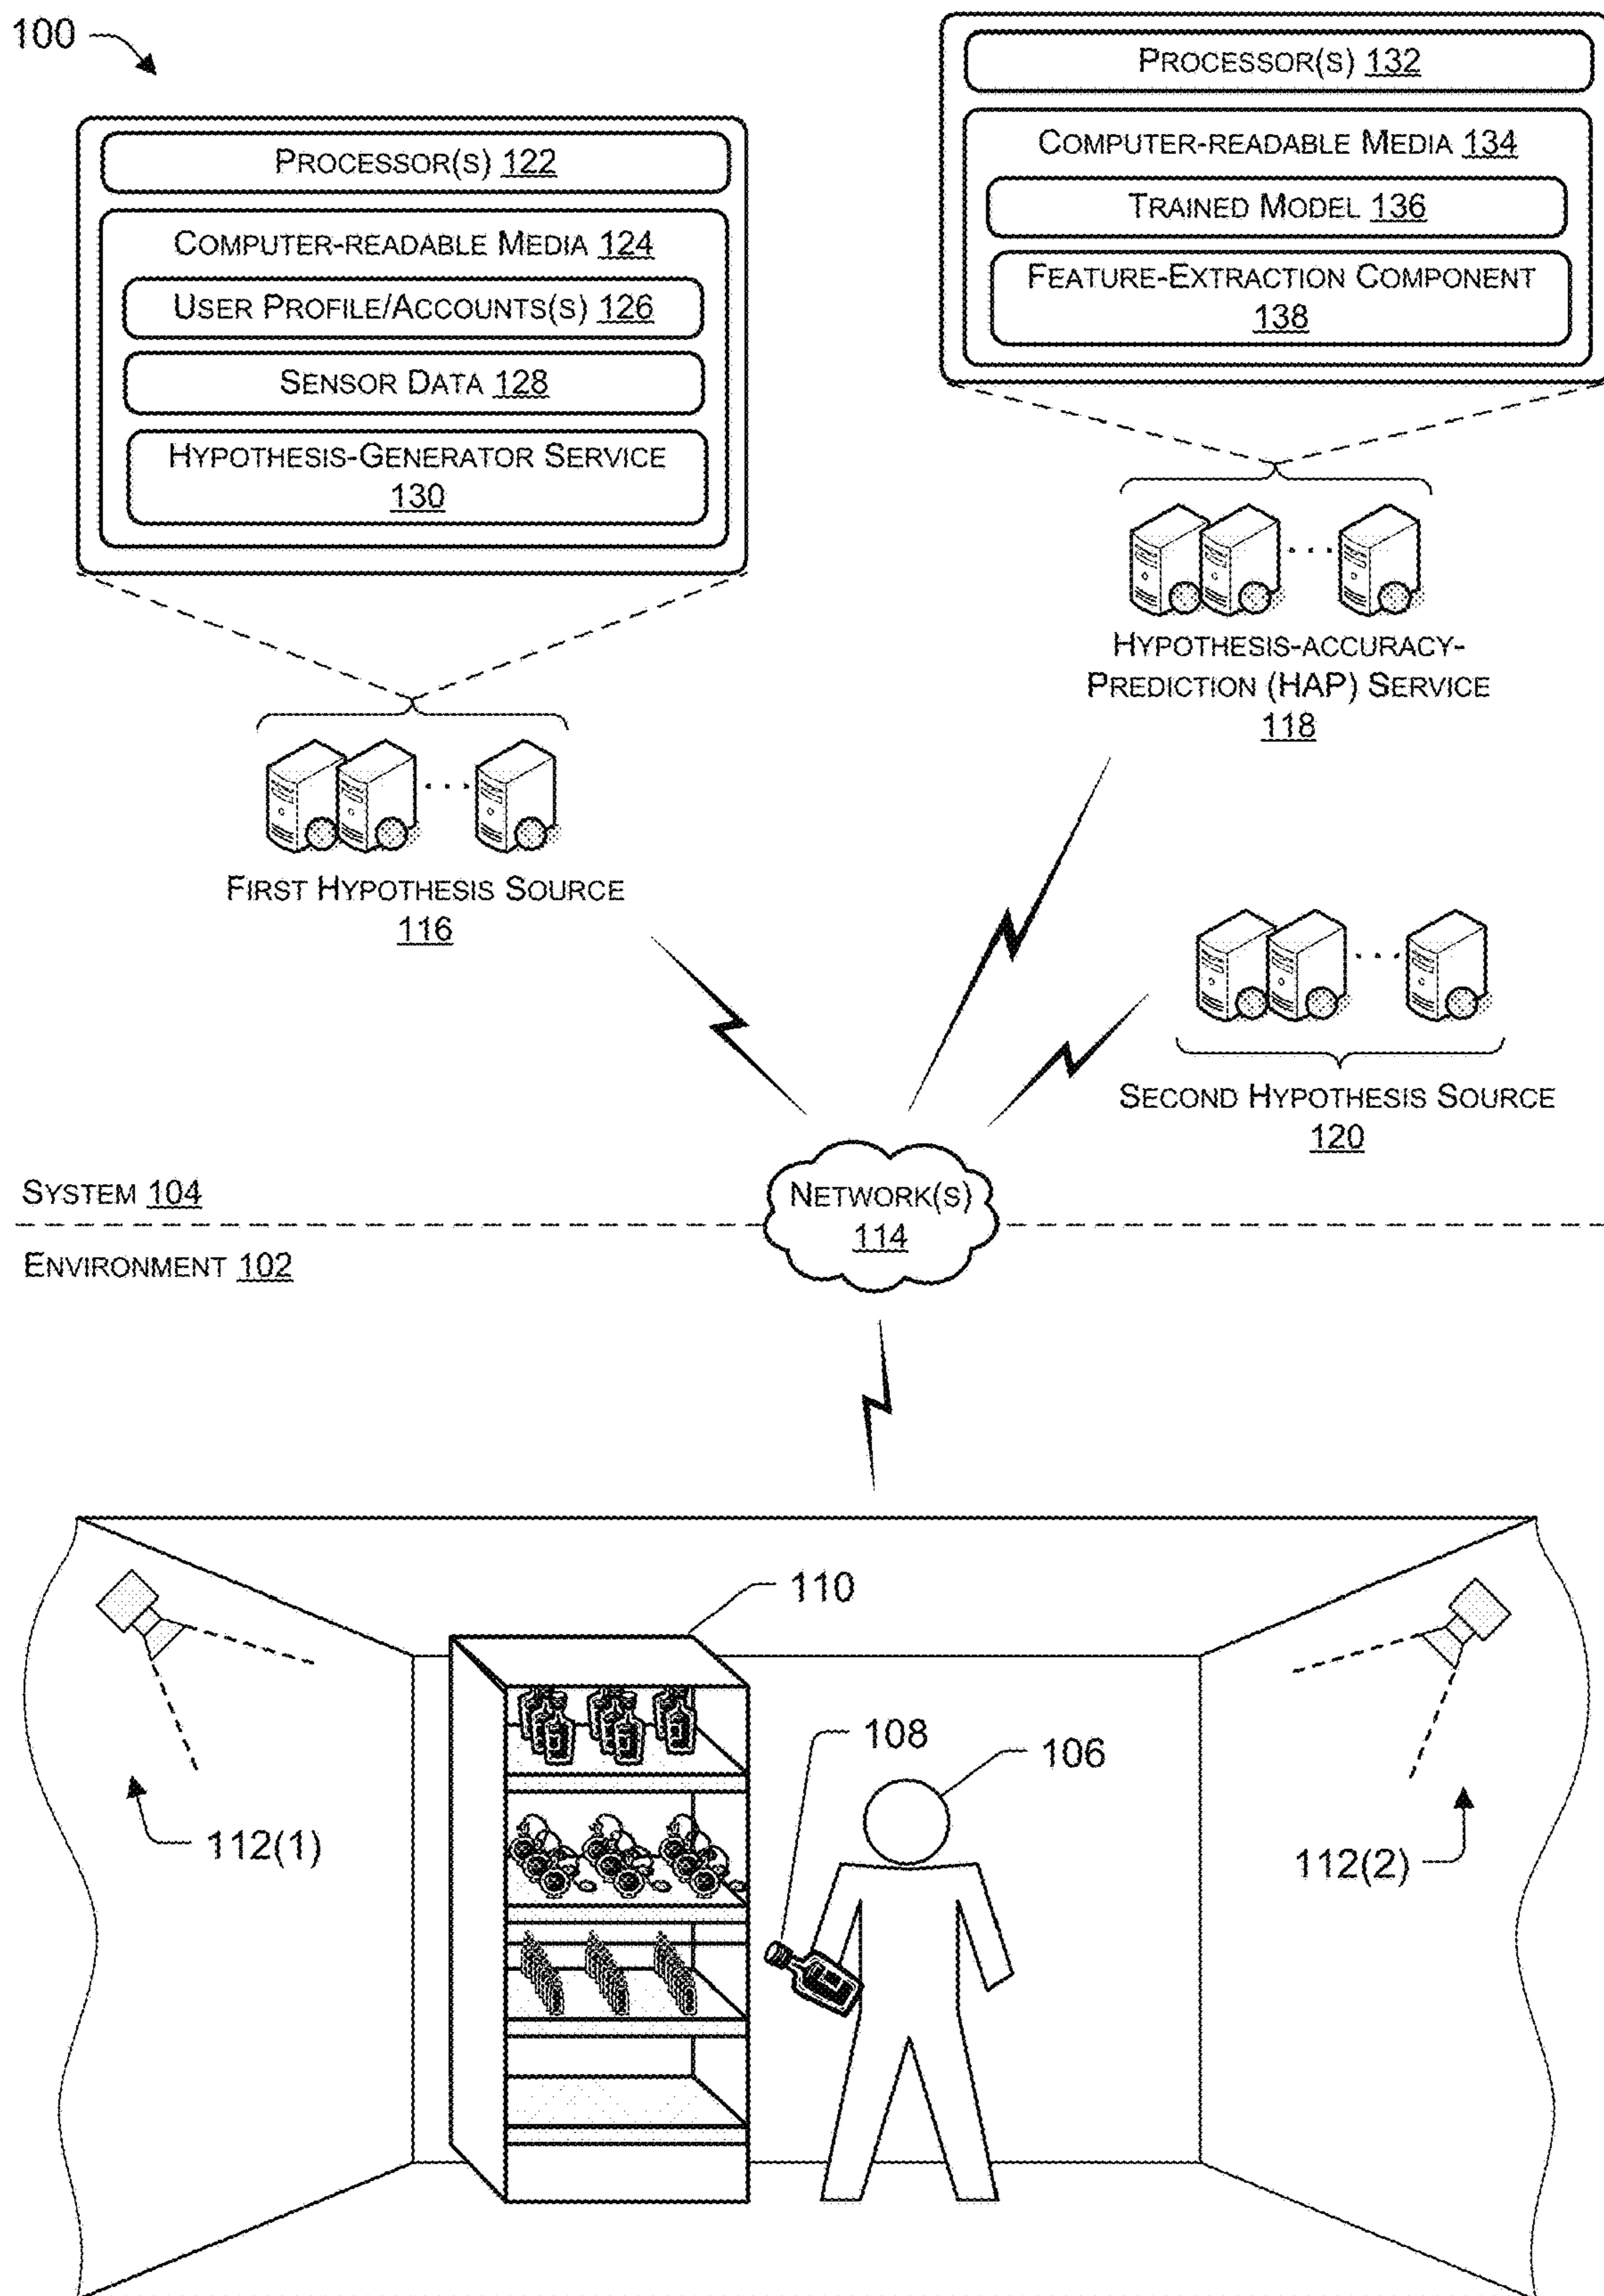 100
PROCESSOR(S) 122
COMPUTER-READABLE MEDIA 124
USER PROFILE/ACCOUNTS(S) 126
SENSOR DATA 128
HYPOTHESIS-GENERATOR SERVICE
130
FIRST HYPOTHESIS SOURCE
116
PROCESSOR(S) 132
COMPUTER-READABLE MEDIA 134
TRAINED MODEL 136
FEATURE-EXTRACTION COMPONENT
138
HYPOTHESIS-ACCURACY-
PREDICTION (HAP) SERVICE
118
SECOND HYPOTHESIS SOURCE
120
SYSTEM 104
NETWORK(S)
114
ENVIRONMENT 102
110
108
106
112(1)
112(2)